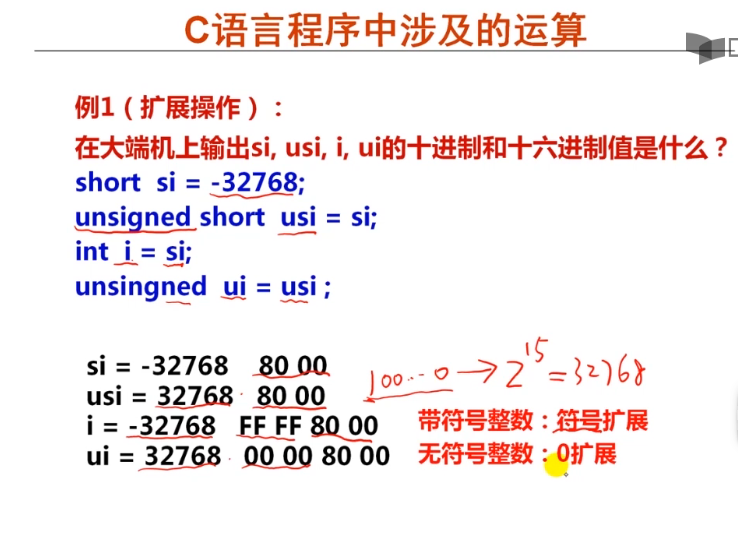 C语言程序中涉及的运算
例1（扩展操作）：
在大端机上输出si, usi, i, ui的十进制和十六进制值是什么？
short si = -32768;
unsigned short usi = si;
int i = si;
unsingned ui = usi ;
si = -32768 80 00
usi = 32768 80 00
i = -32768 FF FF 80 00
ui = 32768 00 00 80 00
100...0 → 2^15 = 32768
带符号整数：符号扩展
无符号整数：0扩展